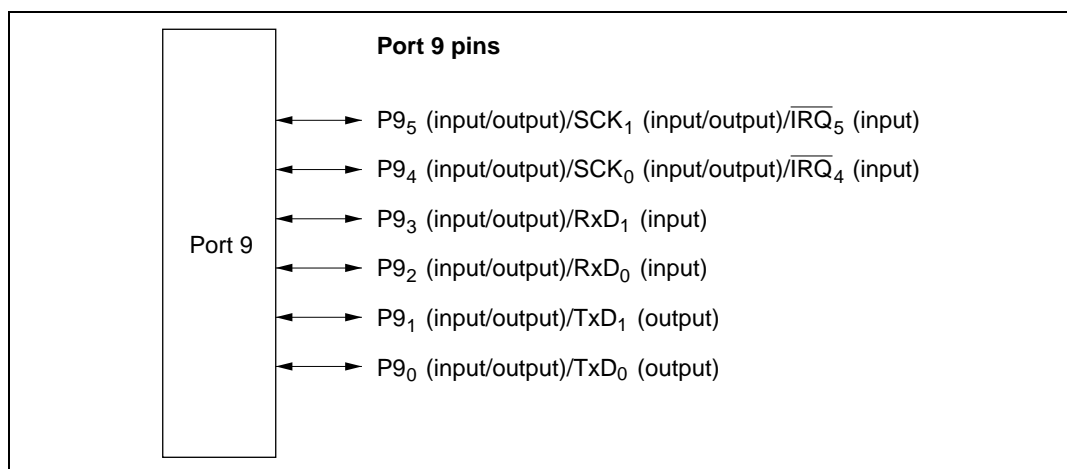 Port 9 pins
P9₅ (input/output)/SCK₁ (input/output)/I̅R̅Q̅₅ (input)
P9₄ (input/output)/SCK₀ (input/output)/I̅R̅Q̅₄ (input)
P9₃ (input/output)/RxD₁ (input)
Port 9
P9₂ (input/output)/RxD₀ (input)
P9₁ (input/output)/TxD₁ (output)
P9₀ (input/output)/TxD₀ (output)